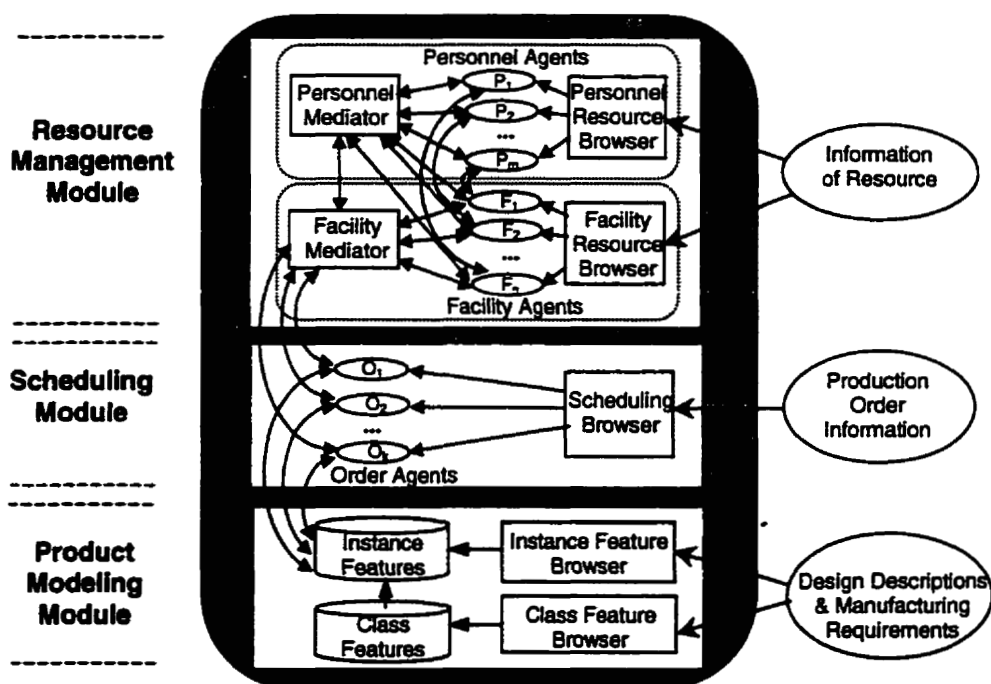 Resource
Management
Module
Personnel Agents
Personnel
Mediator
P1
P2
...
Pm
Personnel
Resource
Browser
Information
of Resource
Facility
Mediator
F1
F2
...
Facility
Resource
Browser
Facility Agents
Scheduling
Module
O1
O2
...
Order Agents
Scheduling
Browser
Production
Order
Information
Product
Modeling
Module
Instance
Features
Instance Feature
Browser
Class
Features
Class Feature
Browser
Design Descriptions
& Manufacturing
Requirements